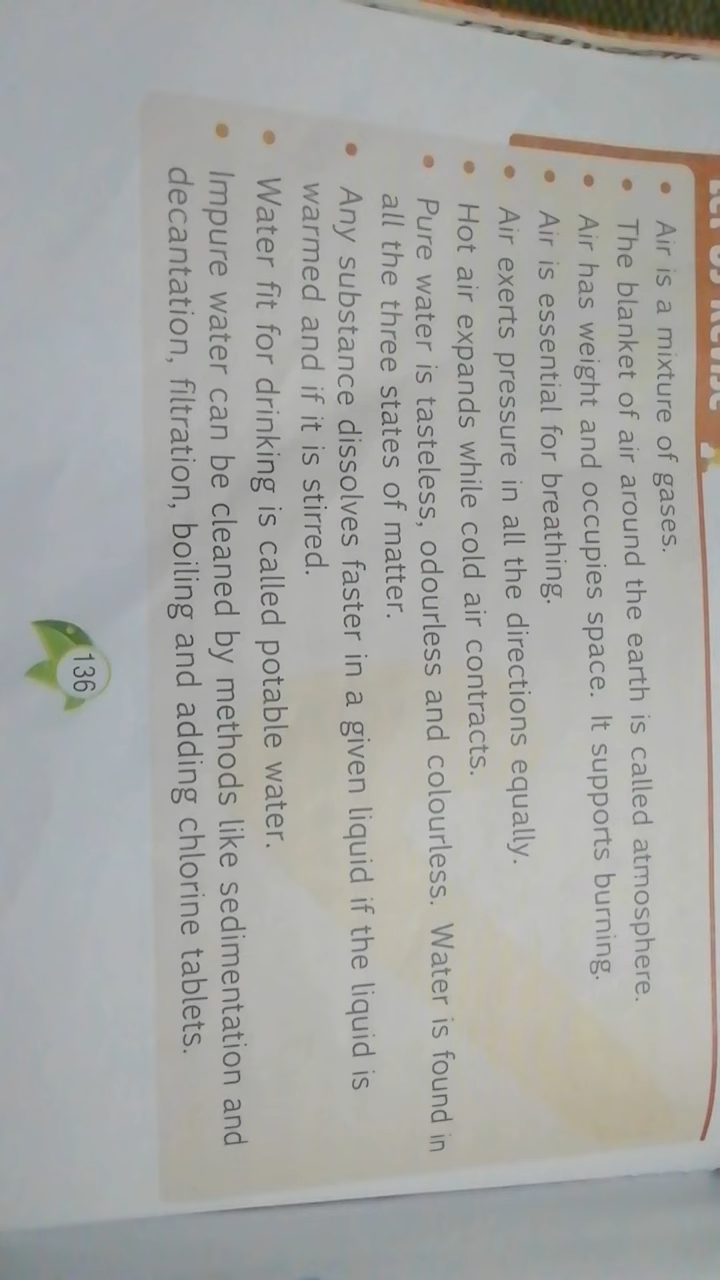 Let Us Revise
• Air is a mixture of gases.
• The blanket of air around the earth is called atmosphere.
• Air has weight and occupies space. It supports burning.
• Air is essential for breathing.
• Air exerts pressure in all the directions equally.
• Hot air expands while cold air contracts.
• Pure water is tasteless, odourless and colourless. Water is found in
all the three states of matter.
• Any substance dissolves faster in a given liquid if the liquid is
warmed and if it is stirred.
• Water fit for drinking is called potable water.
• Impure water can be cleaned by methods like sedimentation and
decantation, filtration, boiling and adding chlorine tablets.
136